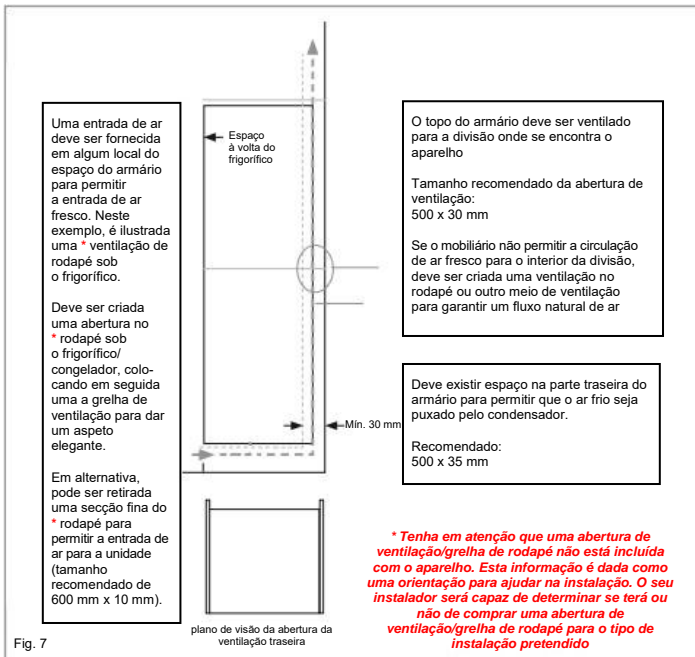 Uma entrada de ar
deve ser fornecida
em algum local do
espaço do armário
para permitir
a entrada de ar
fresco. Neste
exemplo, é ilustrada
uma * ventilação de
rodapé sob
o frigorífico.
Deve ser criada
uma abertura no
* rodapé sob
o frigorífico/
congelador, colo-
cando em seguida
uma a grelha de
ventilação para dar
um aspeto
elegante.
Em alternativa,
pode ser retirada
uma secção fina do
* rodapé para
permitir a entrada de
ar para a unidade
(tamanho
recomendado de
600 mm x 10 mm).
Espaço
à volta do
frigorífico
Mín. 30 mm
plano de visão da abertura da
ventilação traseira
O topo do armário deve ser ventilado
para a divisão onde se encontra o
aparelho
Tamanho recomendado da abertura de
ventilação:
500 x 30 mm
Se o mobiliário não permitir a circulação
de ar fresco para o interior da divisão,
deve ser criada uma ventilação no
rodapé ou outro meio de ventilação
para garantir um fluxo natural de ar
Deve existir espaço na parte traseira do
armário para permitir que o ar frio seja
puxado pelo condensador.
Recomendado:
500 x 35 mm
* Tenha em atenção que uma abertura de
ventilação/grelha de rodapé não está incluída
com o aparelho. Esta informação é dada como
uma orientação para ajudar na instalação. O seu
instalador será capaz de determinar se terá ou
não de comprar uma abertura de
ventilação/grelha de rodapé para o tipo de
instalação pretendido
Fig. 7